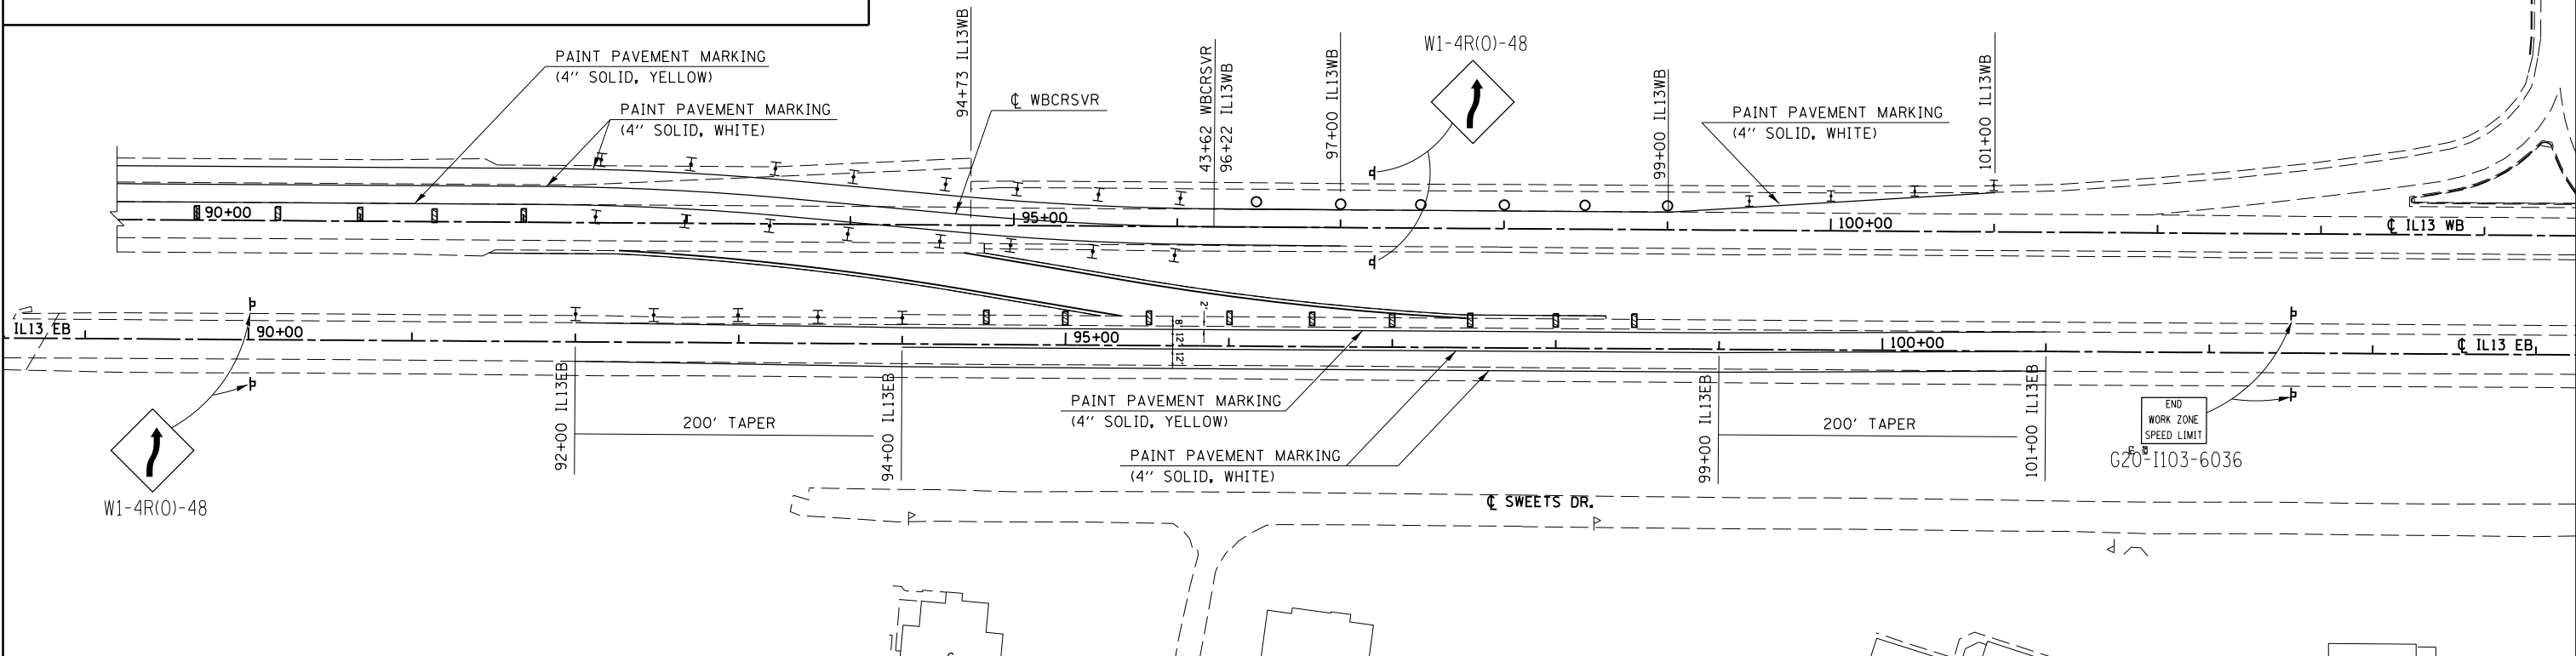 PAINT PAVEMENT MARKING
(4'' SOLID, YELLOW)
PAINT PAVEMENT MARKING
(4'' SOLID, WHITE)
94+73 IL13WB
℄ WBCRSVR
43+62 WBCRSVR
96+22 IL13WB
97+00 IL13WB
W1-4R(O)-48
99+00 IL13WB
PAINT PAVEMENT MARKING
(4'' SOLID, WHITE)
101+00 IL13WB
90+00
95+00
100+00
℄ IL13 WB
IL13 EB
90+00
95+00
2'
8'
12'
12'
100+00
℄ IL13 EB
92+00 IL13EB
200' TAPER
94+00 IL13EB
PAINT PAVEMENT MARKING
(4'' SOLID, YELLOW)
PAINT PAVEMENT MARKING
(4'' SOLID, WHITE)
99+00 IL13EB
200' TAPER
101+00 IL13EB
END
WORK ZONE
SPEED LIMIT
G20-I103-6036
W1-4R(O)-48
℄ SWEETS DR.